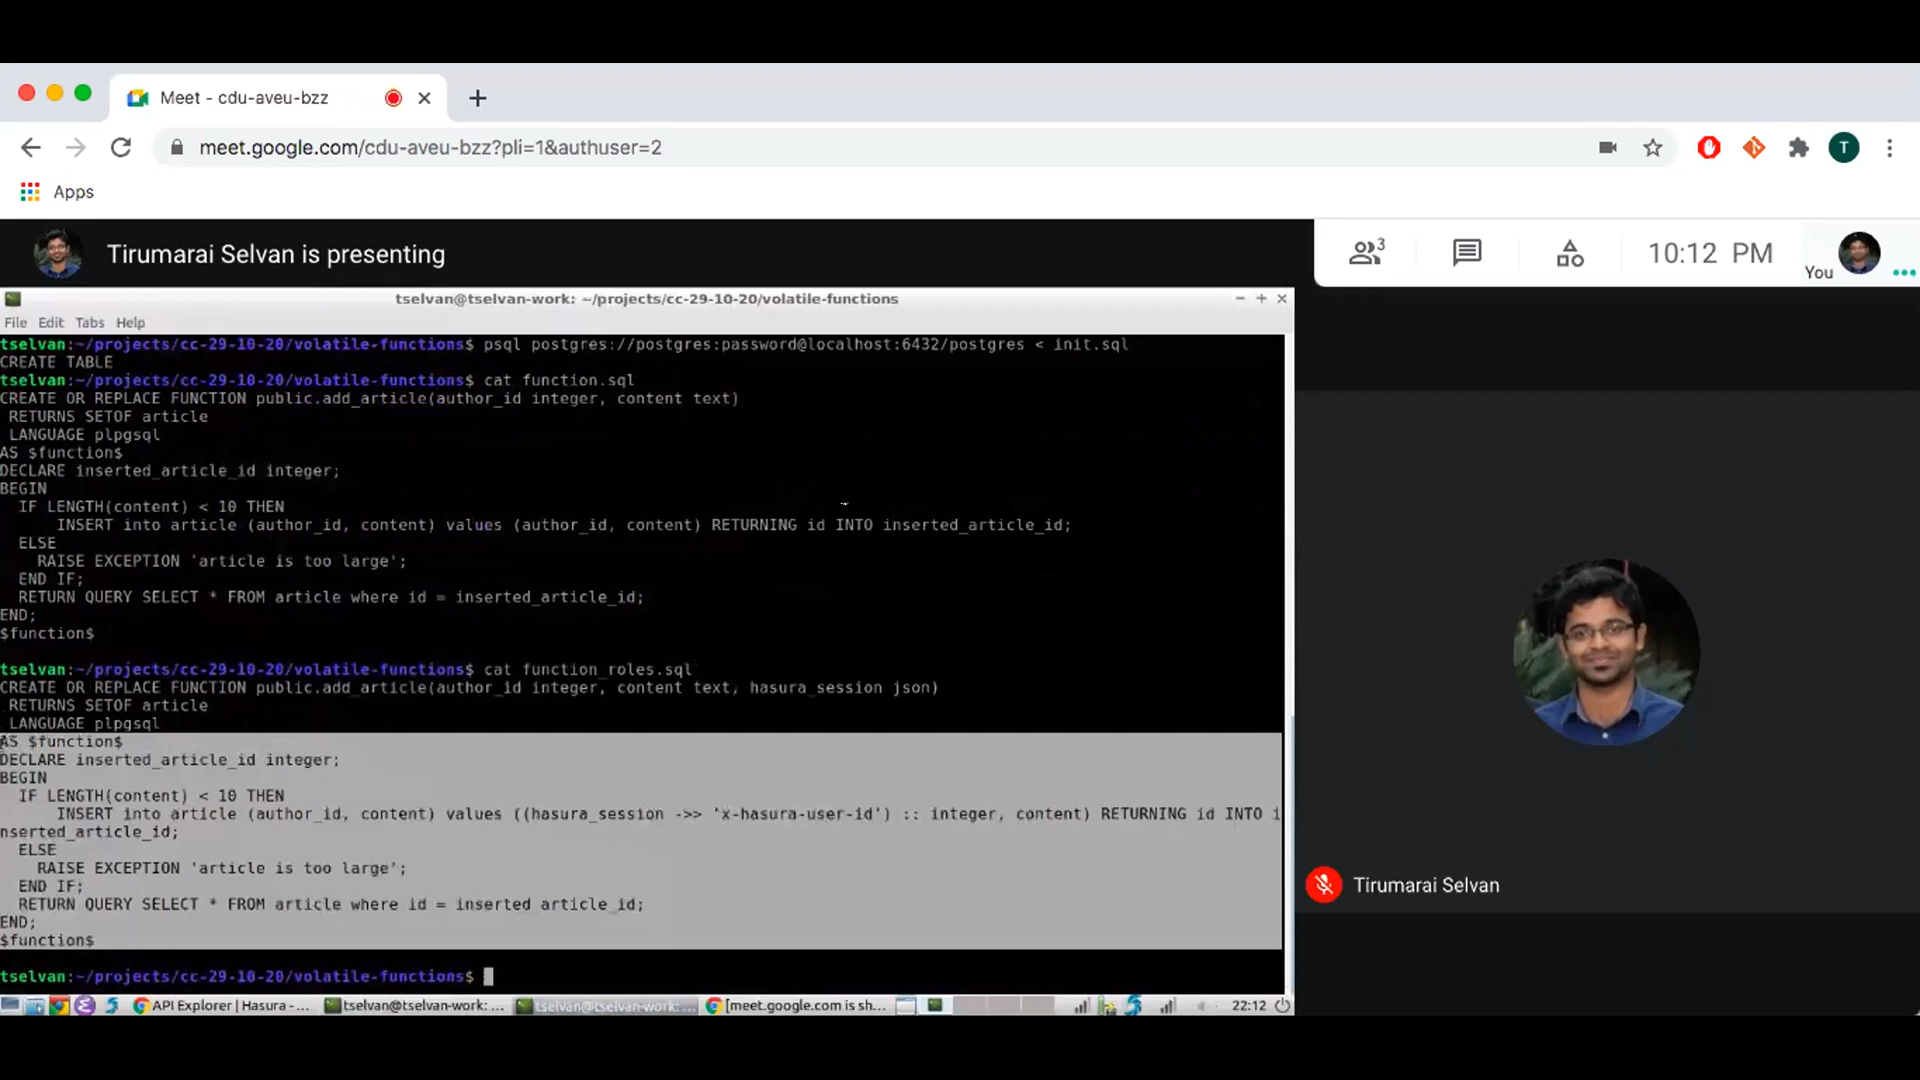 Meet - cdu-aveu-bzz
meet.google.com/cdu-aveu-bzz?pli=1&authuser=2
T
Apps
Tirumarai Selvan is presenting
3
10:12 PM
You
tselvan@tselvan-work: ~/projects/cc-29-10-20/volatile-functions
File Edit Tabs Help
tselvan:~/projects/cc-29-10-20/volatile-functions$ psql postgres://postgres:password@localhost:6432/postgres < init.sql
CREATE TABLE
tselvan:~/projects/cc-29-10-20/volatile-functions$ cat function.sql
CREATE OR REPLACE FUNCTION public.add_article(author_id integer, content text)
RETURNS SETOF article
LANGUAGE plpgsql
AS $function$
DECLARE inserted_article_id integer;
BEGIN
IF LENGTH(content) < 10 THEN
INSERT into article (author_id, content) values (author_id, content) RETURNING id INTO inserted_article_id;
ELSE
RAISE EXCEPTION 'article is too large';
END IF;
RETURN QUERY SELECT * FROM article where id = inserted_article_id;
END;
$function$
tselvan:~/projects/cc-29-10-20/volatile-functions$ cat function_roles.sql
CREATE OR REPLACE FUNCTION public.add_article(author_id integer, content text, hasura_session json)
RETURNS SETOF article
LANGUAGE plpgsql
AS $function$
DECLARE inserted_article_id integer;
BEGIN
IF LENGTH(content) < 10 THEN
INSERT into article (author_id, content) values ((hasura_session ->> 'x-hasura-user-id') :: integer, content) RETURNING id INTO i
nserted_article_id;
ELSE
RAISE EXCEPTION 'article is too large';
END IF;
RETURN QUERY SELECT * FROM article where id = inserted_article_id;
END;
$function$
tselvan:~/projects/cc-29-10-20/volatile-functions$
Tirumarai Selvan
API Explorer | Hasura - ...
tselvan@tselvan-work: ...
tselvan@tselvan-work: ...
[meet.google.com is sh...
22:12